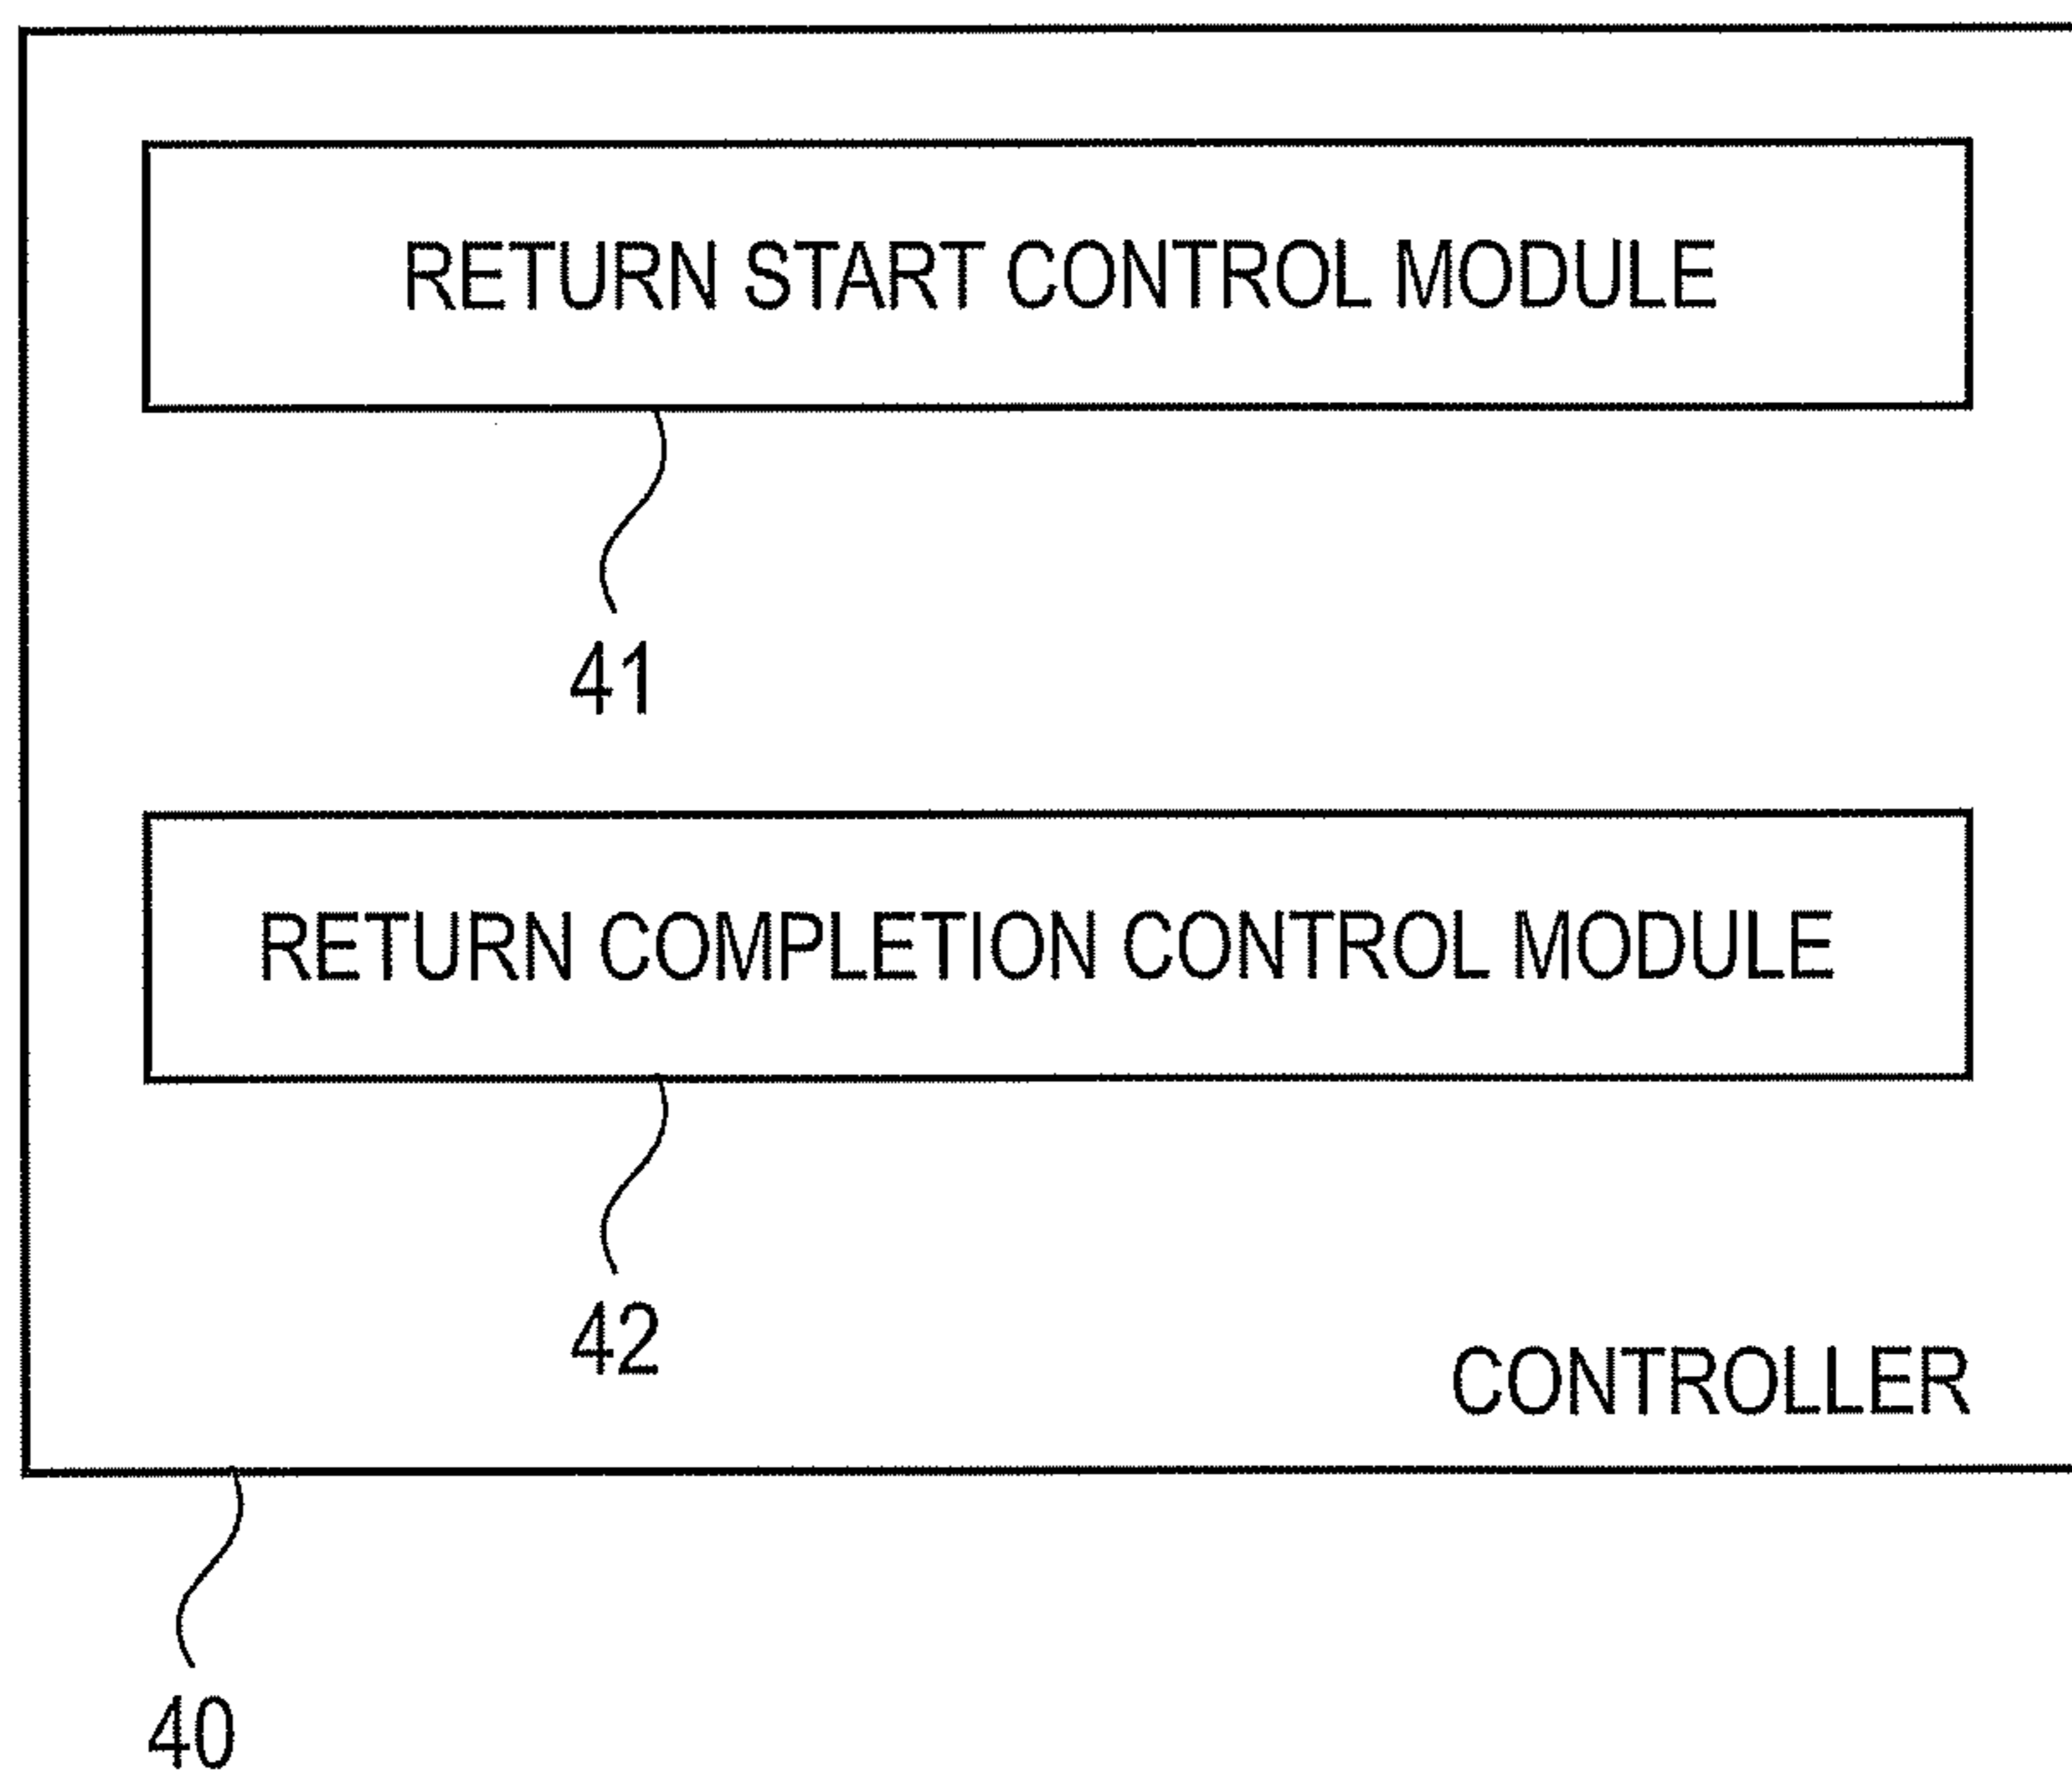 RETURN START CONTROL MODULE
41
RETURN COMPLETION CONTROL MODULE
42
CONTROLLER
40